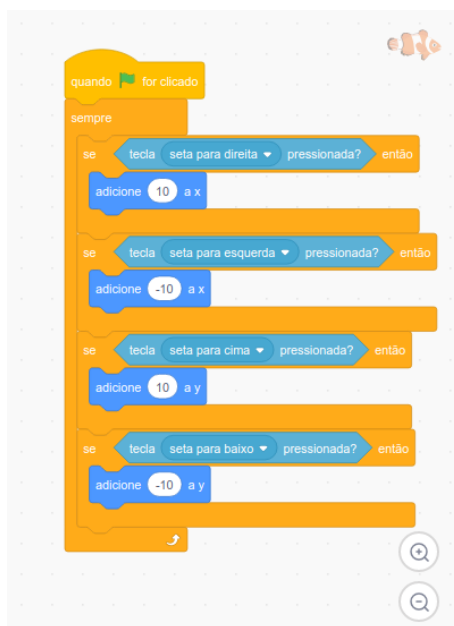 quando for clicado
sempre
se tecla seta para direita pressionada? então
adicione 10 a x
se tecla seta para esquerda pressionada? então
adicione -10 a x
se tecla seta para cima pressionada? então
adicione 10 a y
se tecla seta para baixo pressionada? então
adicione -10 a y